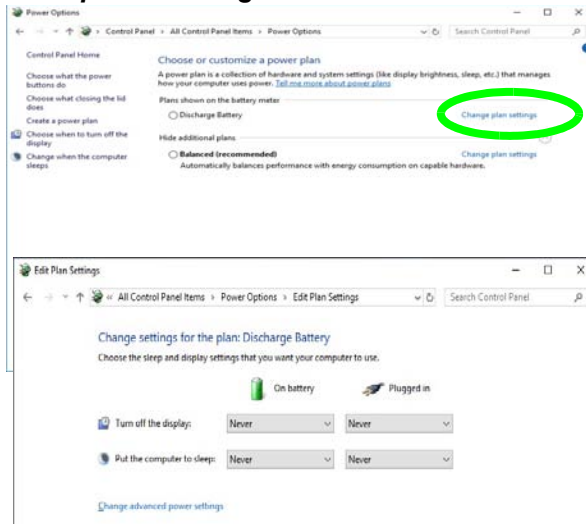 Power Options
Control Panel > All Control Panel Items > Power Options
Search Control Panel
Control Panel Home
Choose what the power
buttons do
Choose what closing the lid
does
Create a power plan
Choose when to turn off the
display
Change when the computer
sleeps
Choose or customize a power plan
A power plan is a collection of hardware and system settings (like display brightness, sleep, etc.) that manages
how your computer uses power. Tell me more about power plans
Plans shown on the battery meter
Discharge Battery
Change plan settings
Hide additional plans
Balanced (recommended)
Change plan settings
Automatically balances performance with energy consumption on capable hardware.
Edit Plan Settings
« All Control Panel Items > Power Options > Edit Plan Settings
Search Control Panel
Change settings for the plan: Discharge Battery
Choose the sleep and display settings that you want your computer to use.
On battery
Plugged in
Turn off the display:
Never
Never
Put the computer to sleep:
Never
Never
Change advanced power settings